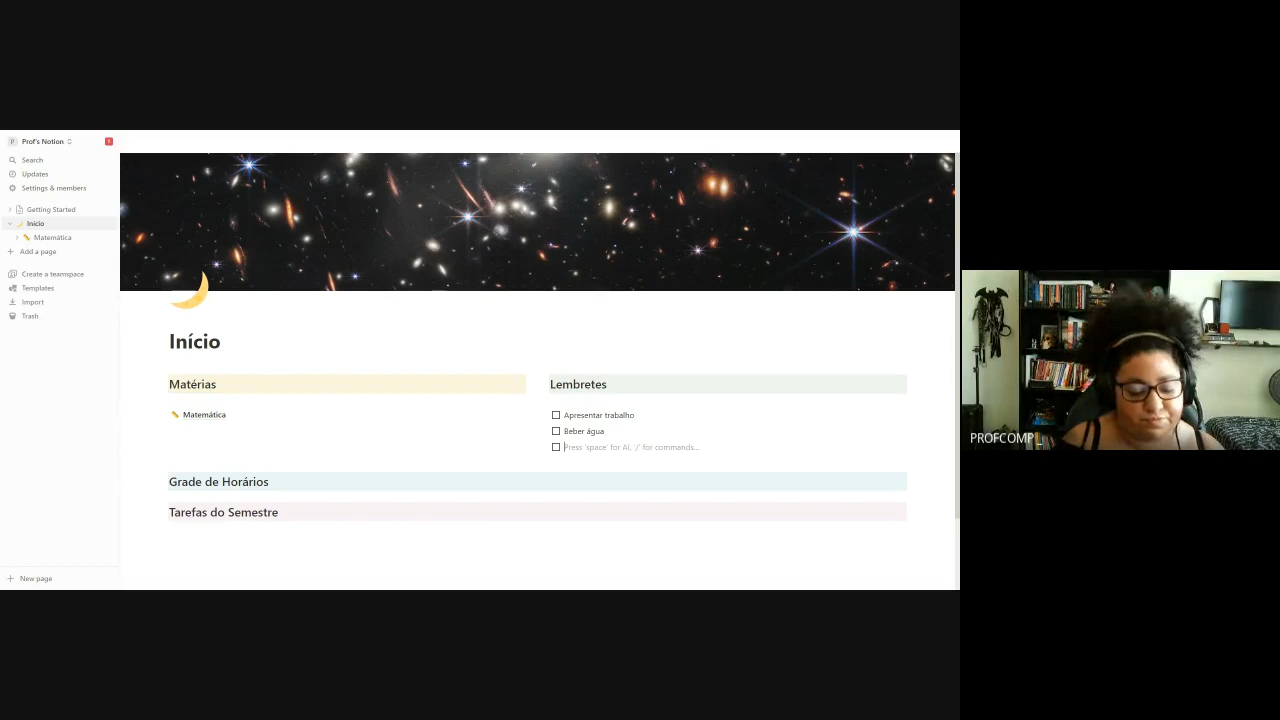 P Prof's Notion
Search
Updates
Settings & members
Getting Started
Início
Matemática
Add a page
Create a teamspace
Templates
Import
Trash
New page
Início
Matérias
Matemática
Lembretes
Apresentar trabalho
Beber água
Press 'space' for AI, '/' for commands...
Grade de Horários
Tarefas do Semestre
PROFCOMP _